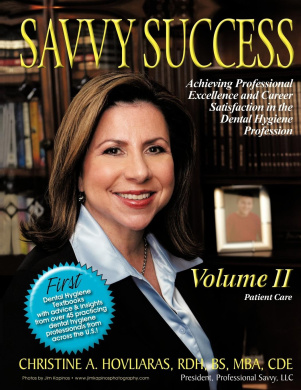 SAVVY SUCCESS
Achieving Professional
Excellence and Career
Satisfaction in the
Dental Hygiene
Profession
Volume II
Patient Care
First
Dental Hygiene
Textbooks
with advice & insights
from over 45 practicing
dental hygiene
professionals from
across the U.S.!
CHRISTINE A. HOVLIARAS, RDH, BS, MBA, CDE
Photos by Jim Kapinos • www.jimkapinosphotography.com
President, Professional Savvy, LLC